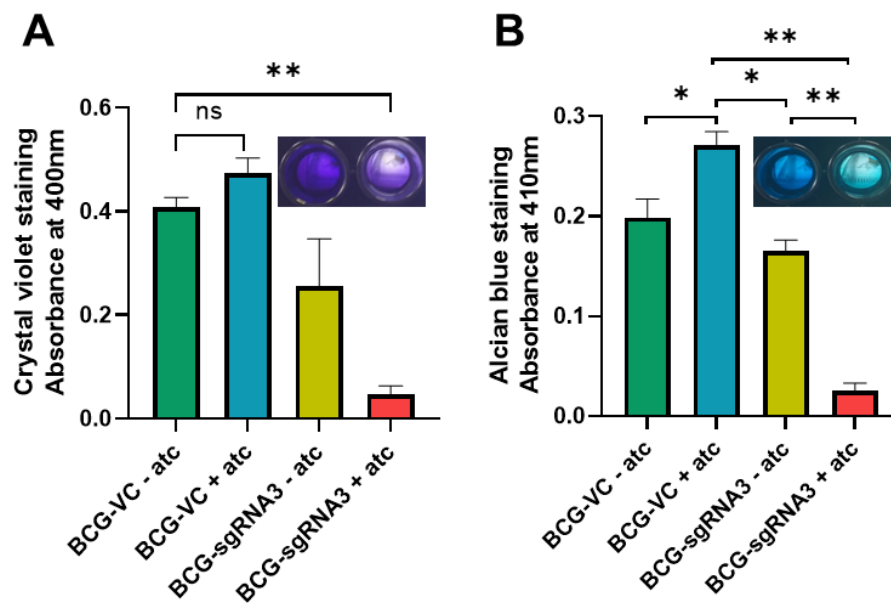 A
Crystal violet staining
Absorbance at 400nm
0.6
0.4
0.2
0.0
**
ns
BCG-VC - atc
BCG-VC + atc
BCG-sgRNA3 - atc
BCG-sgRNA3 + atc
B
Alcian blue staining
Absorbance at 410nm
0.3
0.2
0.1
0.0
**
*
*
**
BCG-VC - atc
BCG-VC + atc
BCG-sgRNA3 - atc
BCG-sgRNA3 + atc